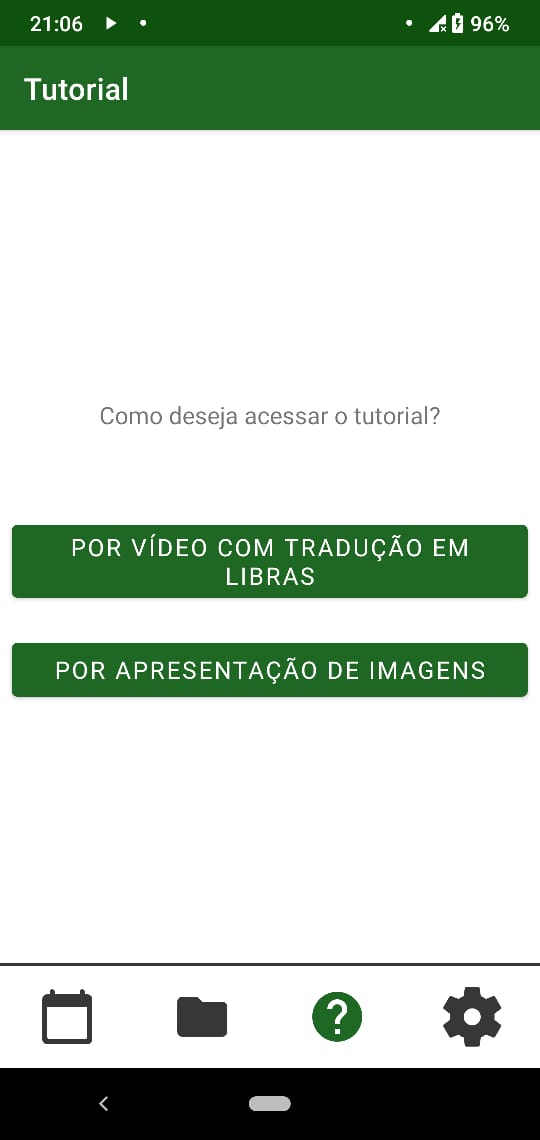 21:06 96%
Tutorial
Como deseja acessar o tutorial?
POR VÍDEO COM TRADUÇÃO EM
LIBRAS
POR APRESENTAÇÃO DE IMAGENS